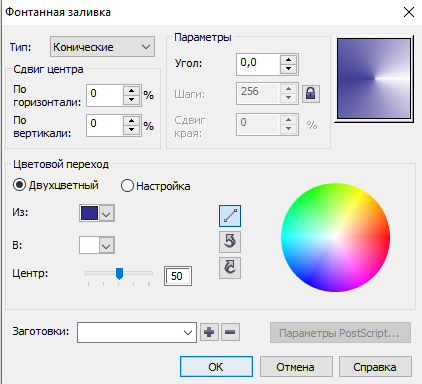 Фонтанная заливка
Тип: Конические
Параметры
Угол: 0,0
Шаги: 256
Сдвиг края: 0 %
Сдвиг центра
По горизонтали: 0 %
По вертикали: 0 %
Цветовой переход
Двухцветный Настройка
Из:
В:
Центр: 50
Заготовки:
Параметры PostScript...
ОК Отмена Справка